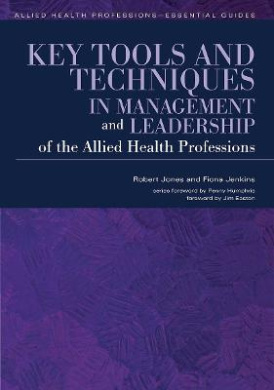 ALLIED HEALTH PROFESSIONS—ESSENTIAL GUIDES
KEY TOOLS AND
TECHNIQUES
IN MANAGEMENT
and LEADERSHIP
of the Allied Health Professions
Robert Jones and Fiona Jenkins
series foreword by Penny Humphris
foreword by Jim Easton